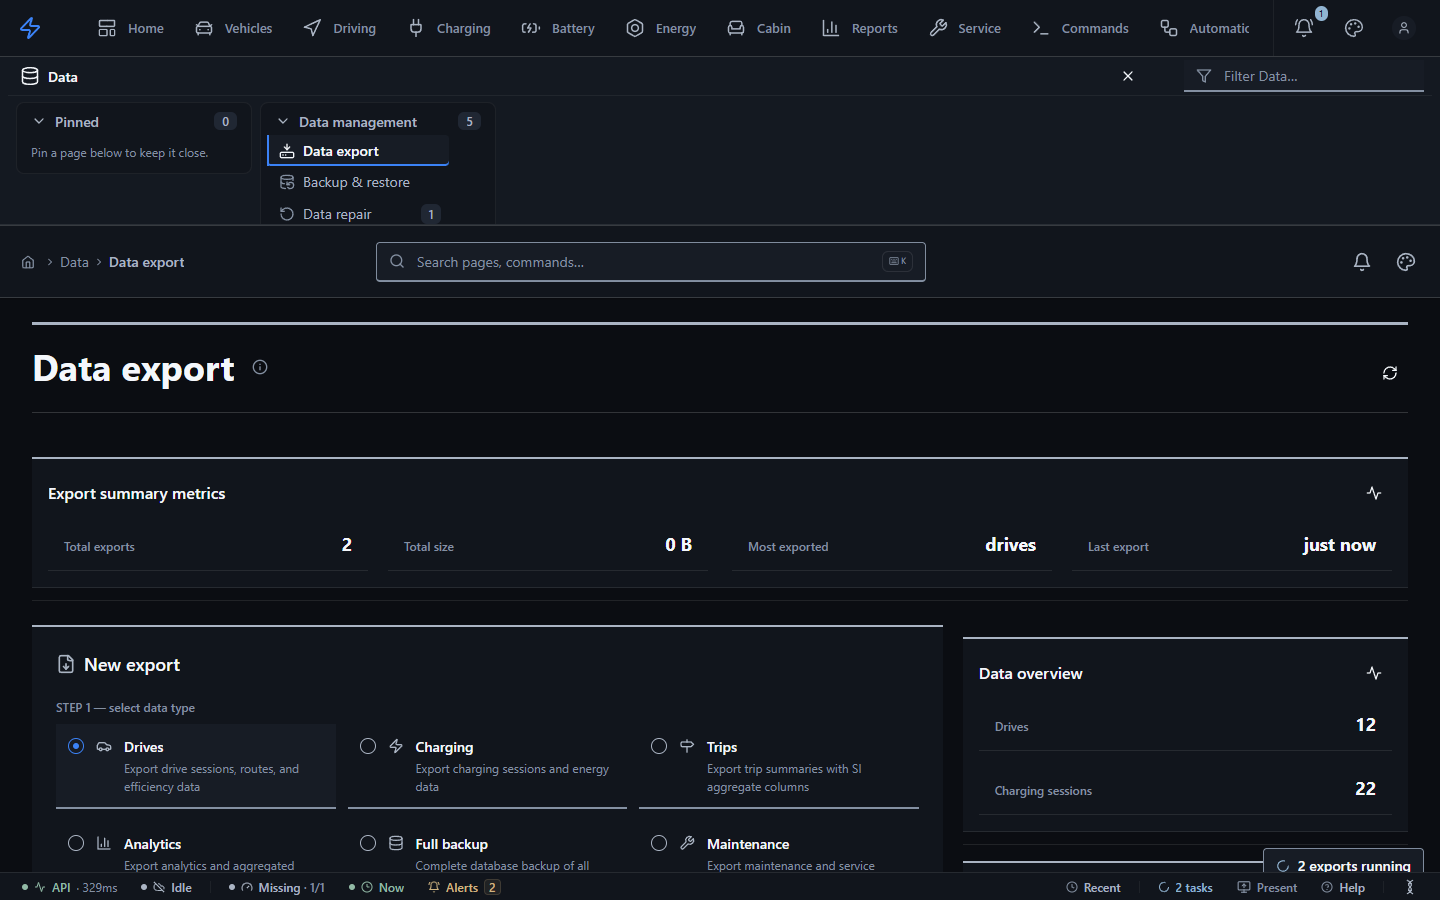 Home
Vehicles
Driving
Charging
Battery
Energy
Cabin
Reports
Service
Commands
Automatic
1
Data
Filter Data...
Pinned
0
Pin a page below to keep it close.
Data management
5
Data export
Backup & restore
Data repair
1
Data
Data export
Search pages, commands...
K
Data export
Export summary metrics
Total exports
2
Total size
0 B
Most exported
drives
Last export
just now
New export
STEP 1 — select data type
Drives
Export drive sessions, routes, and
efficiency data
Charging
Export charging sessions and energy
data
Trips
Export trip summaries with SI
aggregate columns
Analytics
Export analytics and aggregated
Full backup
Complete database backup of all
Maintenance
Export maintenance and service
Data overview
Drives
12
Charging sessions
22
2 exports running
API · 329ms
Idle
Missing · 1/1
Now
Alerts 2
Recent
2 tasks
Present
Help